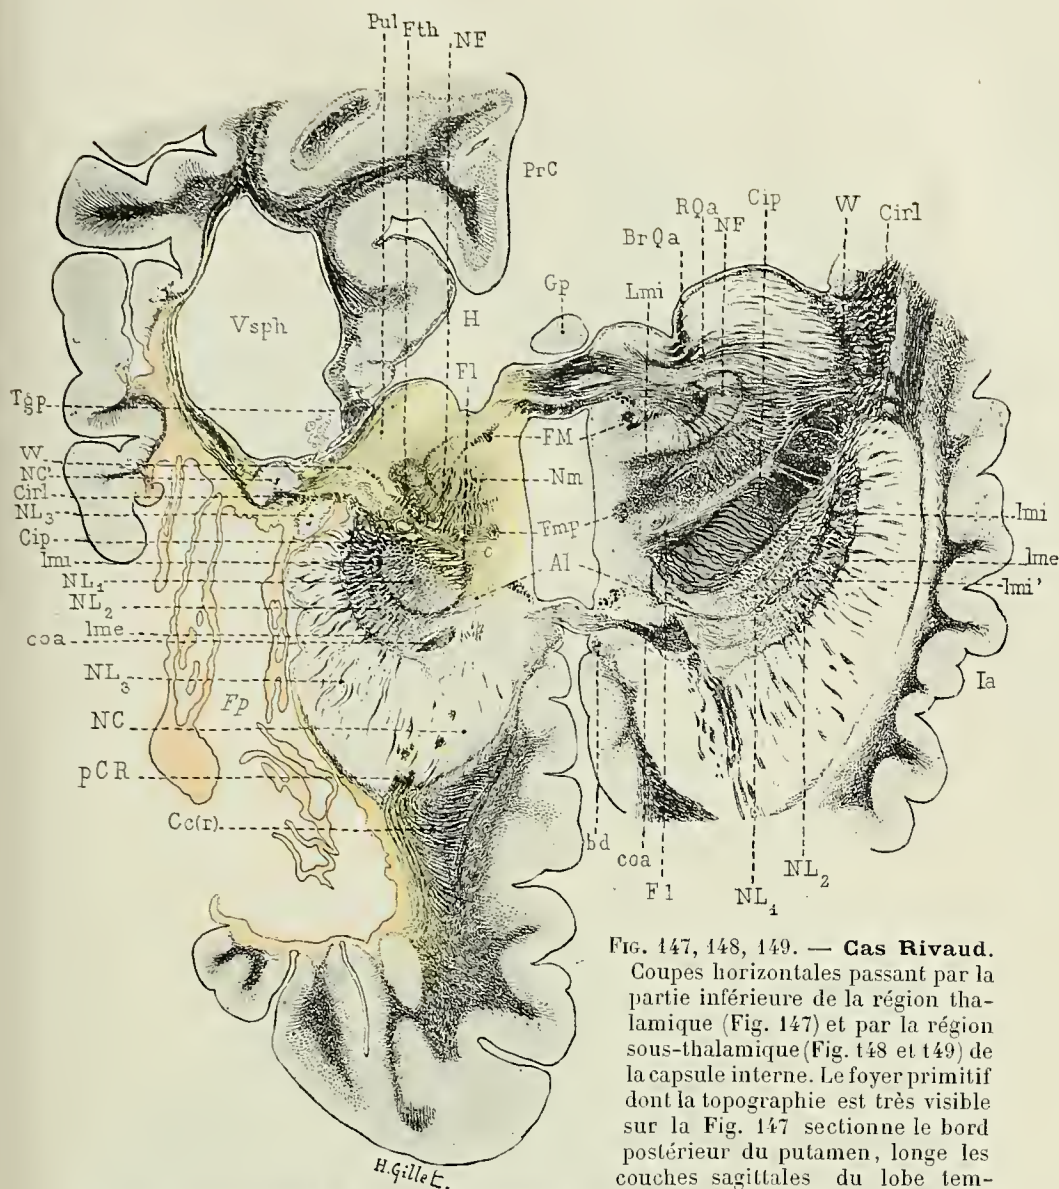 Pul Fth NF
PrC
RQa NF Cip W Cirl
BrQa
Lmi
Gp
Vsph
H
Fl
Tgp
FM
W
NC'
Nm
Cirl
NL3
Fmp
lmi
Cip
c
lmi
Al
lme
NL1
lmi'
NL2
lme
coa
NL3
Ia
Fp
NC
pCR
Cc(r)
bd
coa
NL2
Fl
NL1
FIG. 147, 148, 149. — Cas Rivaud.
Coupes horizontales passant par la
partie inférieure de la région tha-
lamique (Fig. 147) et par la région
sous-thalamique (Fig. 148 et 149) de
la capsule interne. Le foyer primitif
dont la topographie est très visible
sur la Fig. 147 sectionne le bord
postérieur du putamen, longe les
couches sagittales du lobe tem-
H. Gillet.